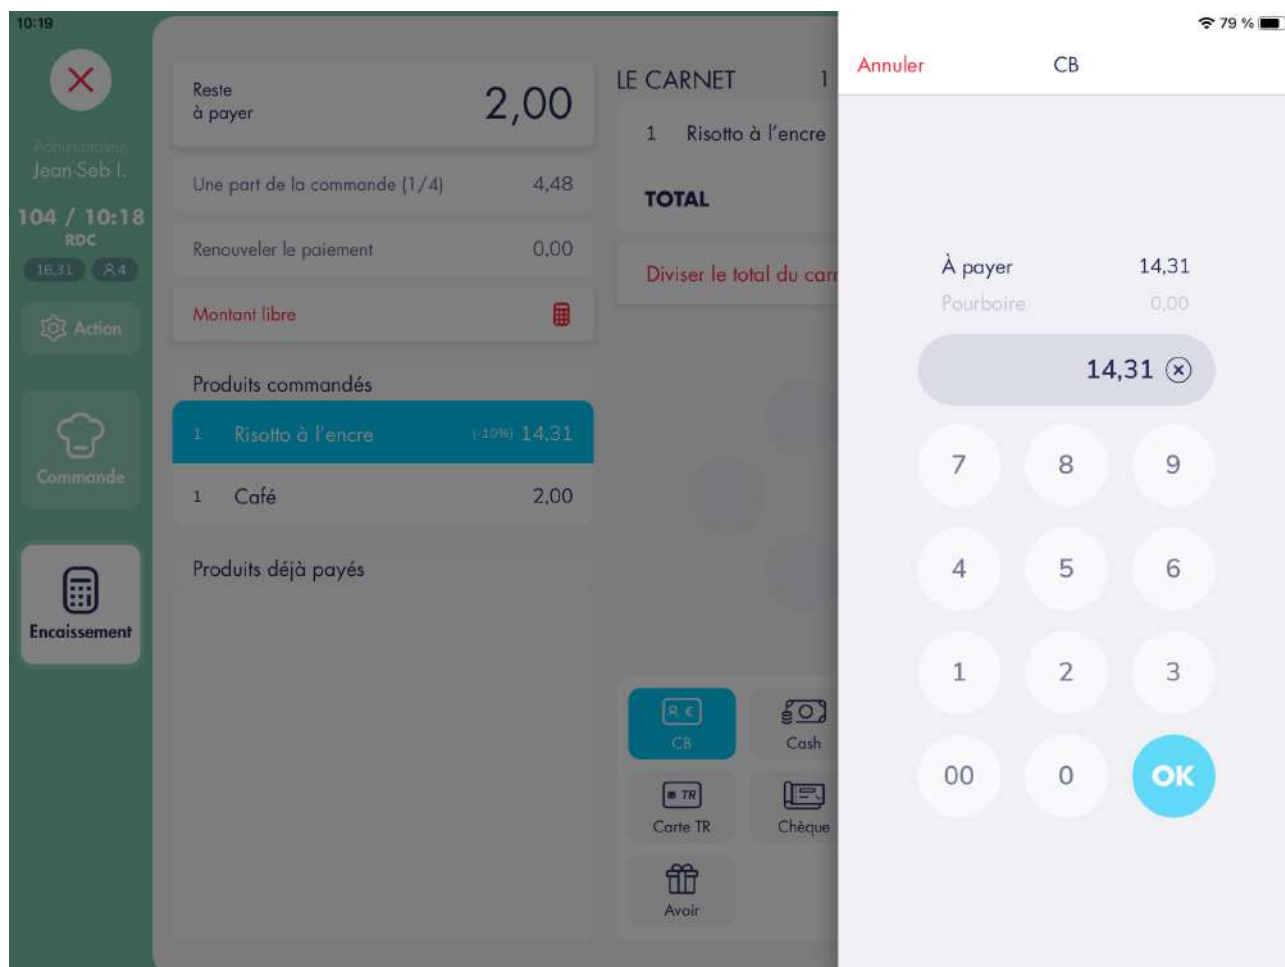 10:19
79 %
Administrateur
Jean-Seb I.
104 / 10:18
RDC
16,31
4
Action
Commande
Encaissement
Reste
à payer
2,00
Une part de la commande (1/4)
4,48
Renouveler le paiement
0,00
Montant libre
Produits commandés
1 Risotto à l'encre (-10%) 14,31
1 Café 2,00
Produits déjà payés
LE CARNET 1
1 Risotto à l'encre
TOTAL
Diviser le total du carn
R €
CB
Cash
TR
Carte TR
Chèque
Avoir
Annuler
CB
À payer 14,31
Pourboire 0,00
14,31
7 8 9
4 5 6
1 2 3
00 0 OK